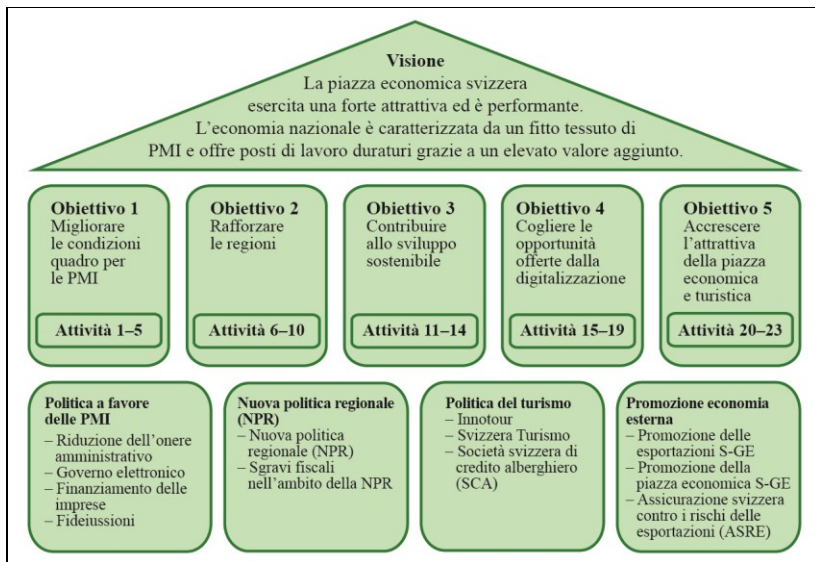 Visione
La piazza economica svizzera
esercita una forte attrattiva ed è performante.
L’economia nazionale è caratterizzata da un fitto tessuto di
PMI e offre posti di lavoro duraturi grazie a un elevato valore aggiunto.
Obiettivo 1
Migliorare
le condizioni
quadro per
le PMI
Attività 1–5
Obiettivo 2
Rafforzare
le regioni
Attività 6–10
Obiettivo 3
Contribuire
allo sviluppo
sostenibile
Attività 11–14
Obiettivo 4
Cogliere le
opportunità
offerte dalla
digitalizzazione
Attività 15–19
Obiettivo 5
Accrescere
l’attrattiva
della piazza
economica
e turistica
Attività 20–23
Politica a favore
delle PMI
– Riduzione dell’onere
amministrativo
– Governo elettronico
– Finanziamento delle
imprese
– Fideiussioni
Nuova politica regionale
(NPR)
– Nuova politica
regionale (NPR)
– Sgravi fiscali
nell’ambito della NPR
Politica del turismo
– Innotour
– Svizzera Turismo
– Società svizzera di
credito alberghiero
(SCA)
Promozione economia
esterna
– Promozione delle
esportazioni S-GE
– Promozione della
piazza economica S-GE
– Assicurazione svizzera
contro i rischi delle
esportazioni (ASRE)